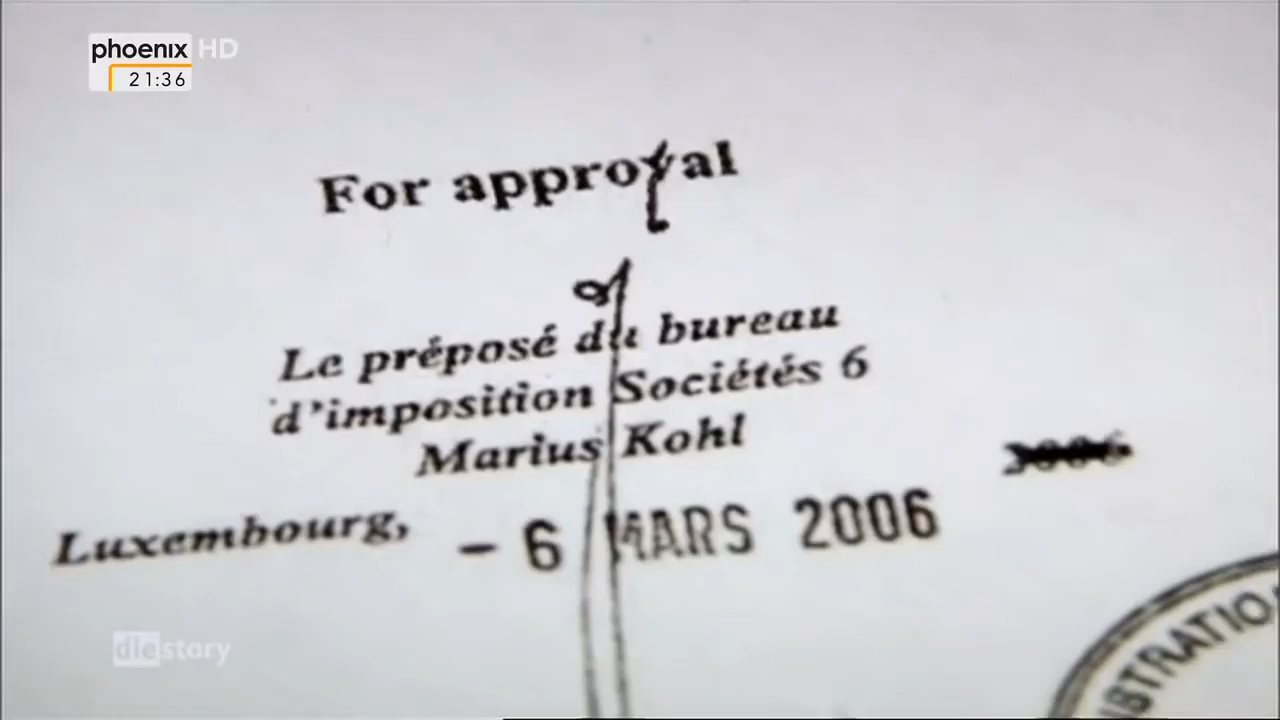 phoenix HD
21:36
For approval
Le préposé du bureau
d'imposition Sociétés 6
Marius Kohl
2006
Luxembourg, - 6 MARS 2006
die story